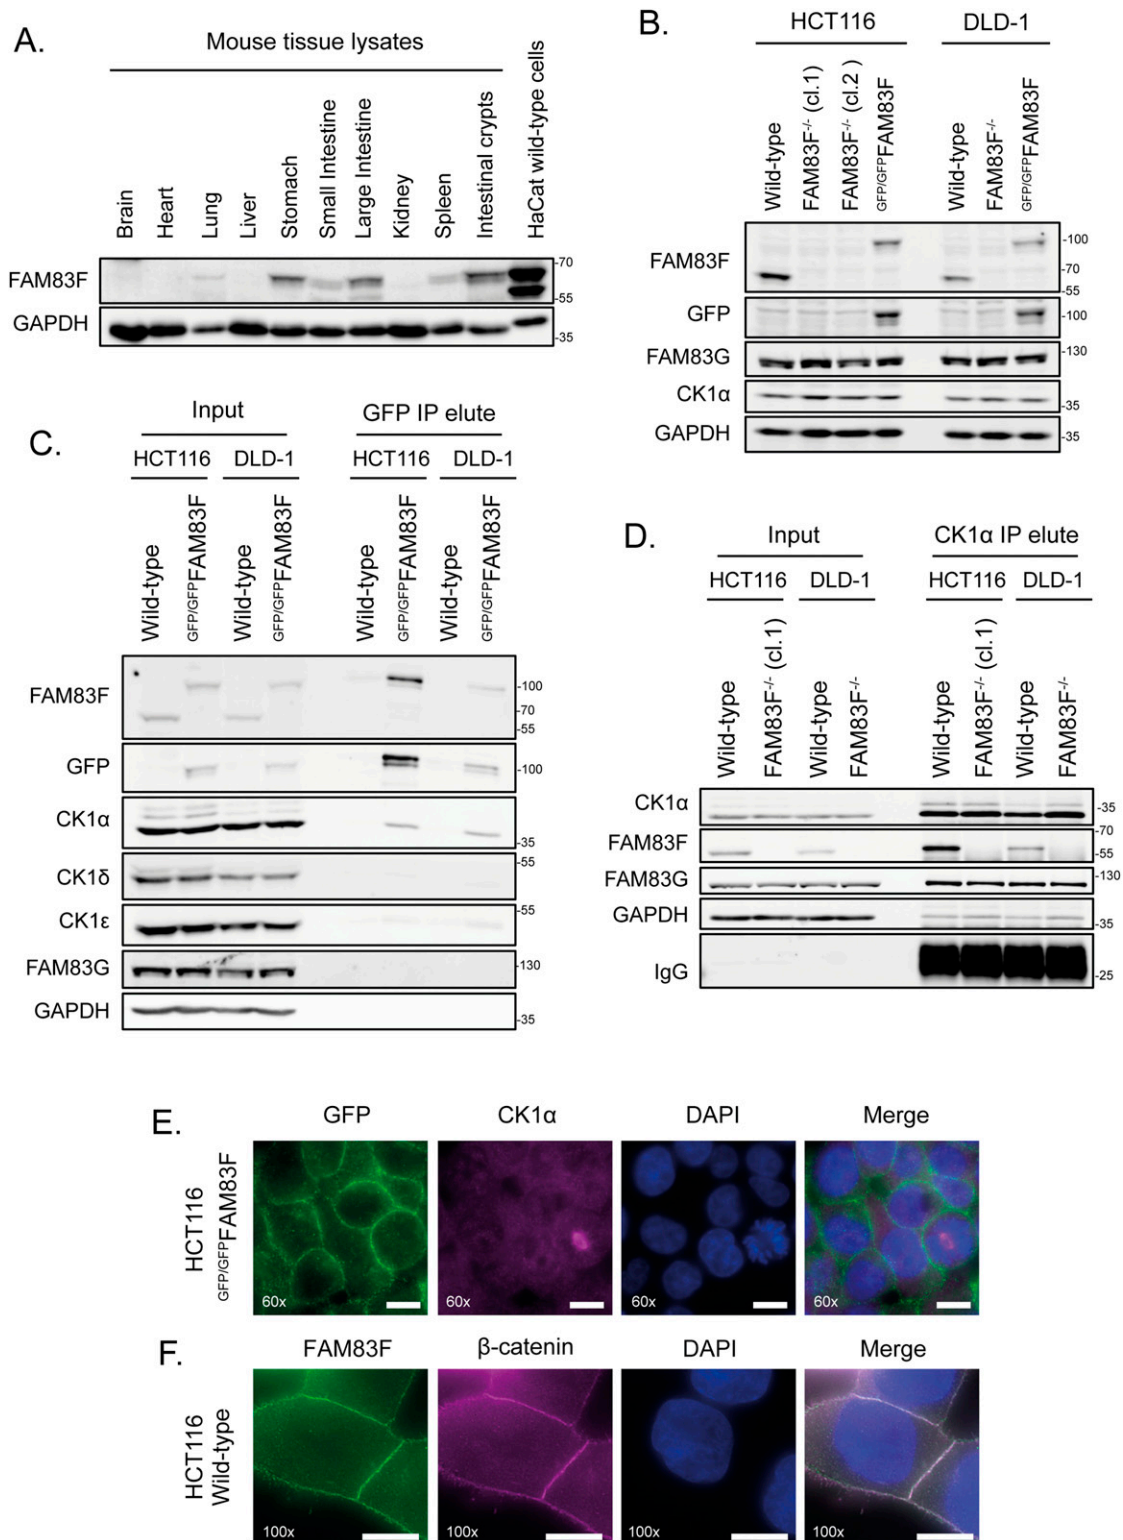 A.
Mouse tissue lysates
Brain
Heart
Lung
Liver
Stomach
Small Intestine
Large Intestine
Kidney
Spleen
Intestinal crypts
HaCat wild-type cells
FAM83F
-70
-55
GAPDH
-35
B.
HCT116
DLD-1
Wild-type
FAM83F-/- (cl.1)
FAM83F-/- (cl.2 )
GFP/GFPFAM83F
Wild-type
FAM83F-/-
GFP/GFPFAM83F
FAM83F
-100
-70
-55
GFP
-100
FAM83G
-130
CK1α
-35
GAPDH
-35
C.
Input
GFP IP elute
HCT116
DLD-1
HCT116
DLD-1
Wild-type
GFP/GFPFAM83F
Wild-type
GFP/GFPFAM83F
Wild-type
GFP/GFPFAM83F
Wild-type
GFP/GFPFAM83F
FAM83F
-100
-70
-55
GFP
-100
CK1α
-35
CK1δ
-55
CK1ε
-55
FAM83G
-130
GAPDH
-35
D.
Input
CK1α IP elute
HCT116
DLD-1
HCT116
DLD-1
Wild-type
FAM83F-/- (cl.1)
Wild-type
FAM83F-/-
Wild-type
FAM83F-/- (cl.1)
Wild-type
FAM83F-/-
CK1α
-35
FAM83F
-70
-55
FAM83G
-130
GAPDH
-35
IgG
-25
E.
GFP
CK1α
DAPI
Merge
HCT116
GFP/GFPFAM83F
60x
60x
60x
60x
F.
FAM83F
β-catenin
DAPI
Merge
HCT116
Wild-type
100x
100x
100x
100x